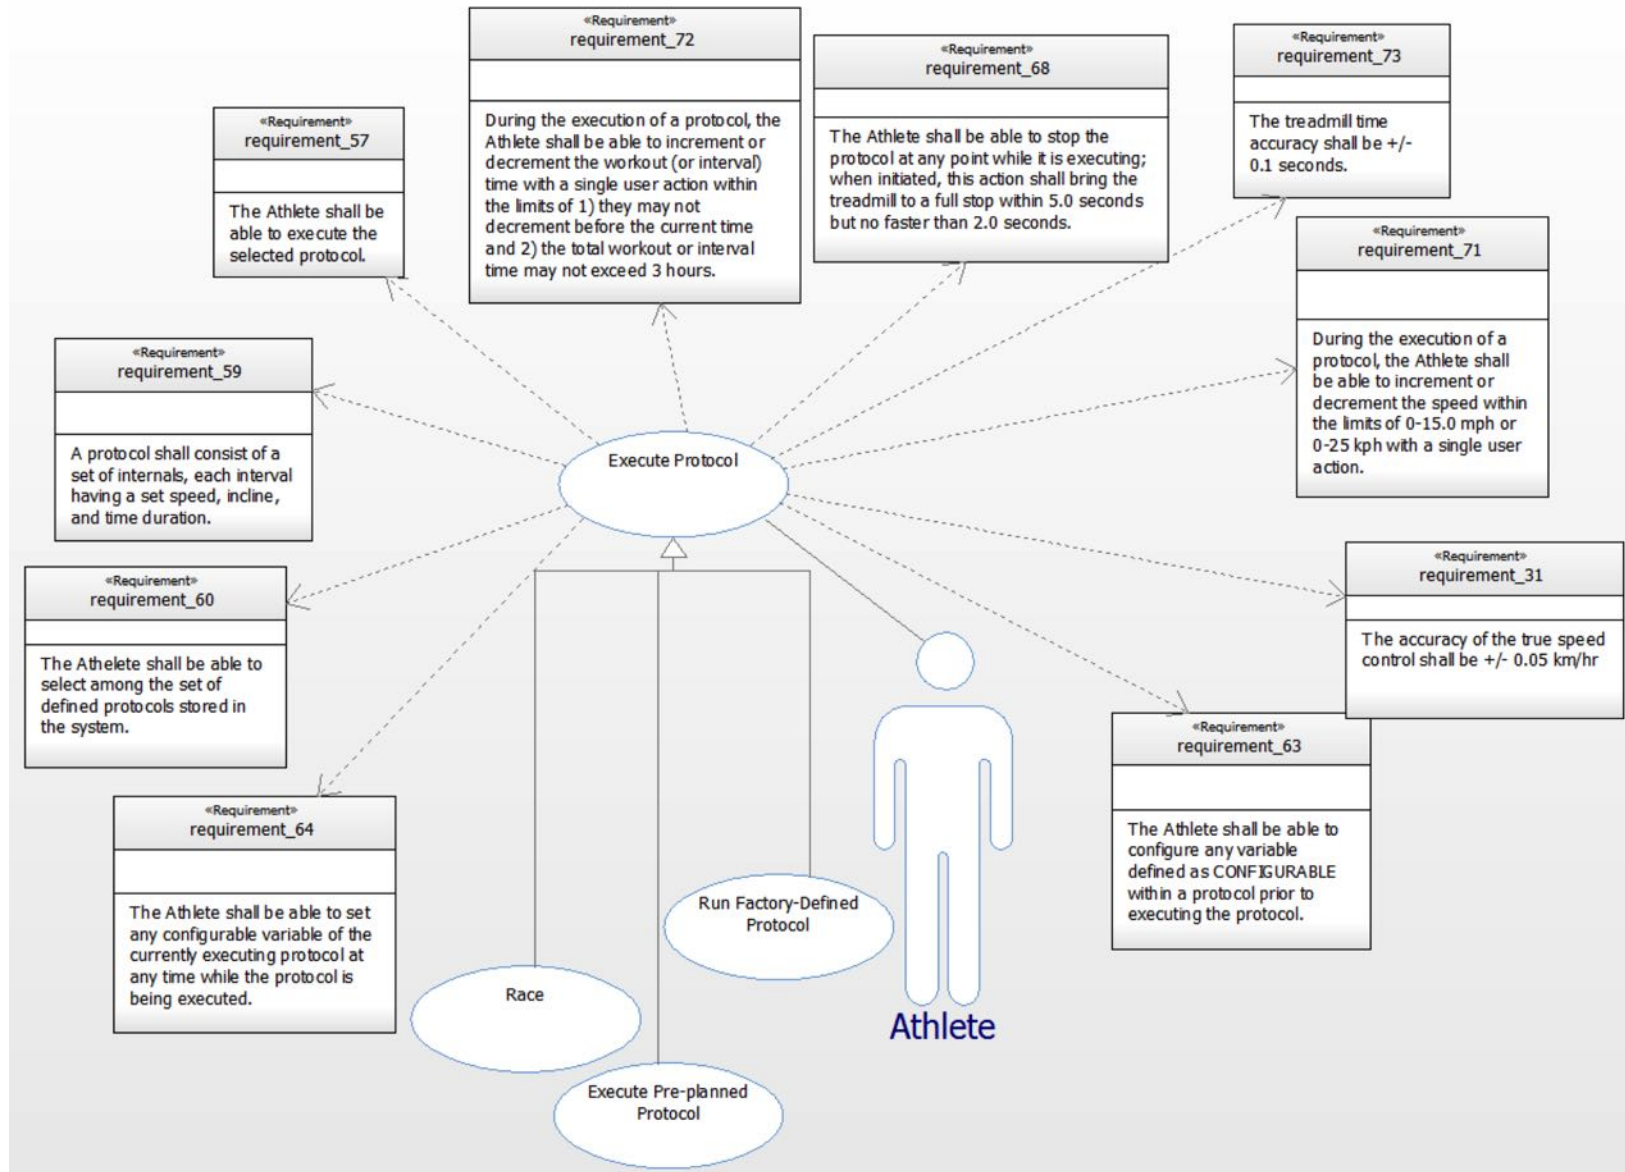 «Requirement»
requirement_72
During the execution of a protocol, the
Athlete shall be able to increment or
decrement the workout (or interval)
time with a single user action within
the limits of 1) they may not
decrement before the current time
and 2) the total workout or interval
time may not exceed 3 hours.
«Requirement»
requirement_68
The Athlete shall be able to stop the
protocol at any point while it is executing;
when initiated, this action shall bring the
treadmill to a full stop within 5.0 seconds
but no faster than 2.0 seconds.
«Requirement»
requirement_73
The treadmill time
accuracy shall be +/-
0.1 seconds.
«Requirement»
requirement_57
The Athlete shall be
able to execute the
selected protocol.
«Requirement»
requirement_71
During the execution of a
protocol, the Athlete shall
be able to increment or
decrement the speed within
the limits of 0-15.0 mph or
0-25 kph with a single user
action.
«Requirement»
requirement_59
A protocol shall consist of a
set of internals, each interval
having a set speed, incline,
and time duration.
Execute Protocol
«Requirement»
requirement_60
The Athelete shall be able to
select among the set of
defined protocols stored in
the system.
«Requirement»
requirement_31
The accuracy of the true speed
control shall be +/- 0.05 km/hr
«Requirement»
requirement_63
The Athlete shall be able to
configure any variable
defined as CONFIGURABLE
within a protocol prior to
executing the protocol.
«Requirement»
requirement_64
The Athlete shall be able to set
any configurable variable of the
currently executing protocol at
any time while the protocol is
being executed.
Run Factory-Defined
Protocol
Race
Athlete
Execute Pre-planned
Protocol